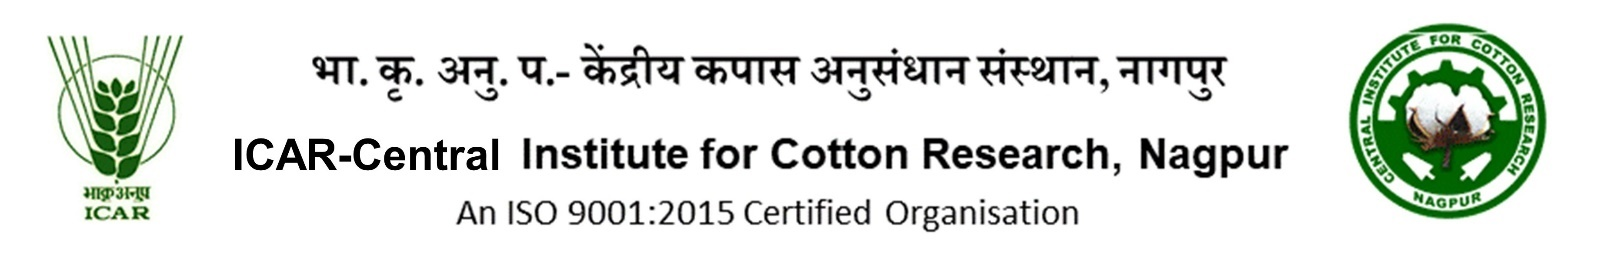 भा. कृ. अनु. प.- केंद्रीय कपास अनुसंधान संस्थान, नागपुर
ICAR-Central Institute for Cotton Research, Nagpur
An ISO 9001:2015 Certified Organisation
भाकृअनुप
ICAR
CENTRAL INSTITUTE FOR COTTON RESEARCH
NAGPUR